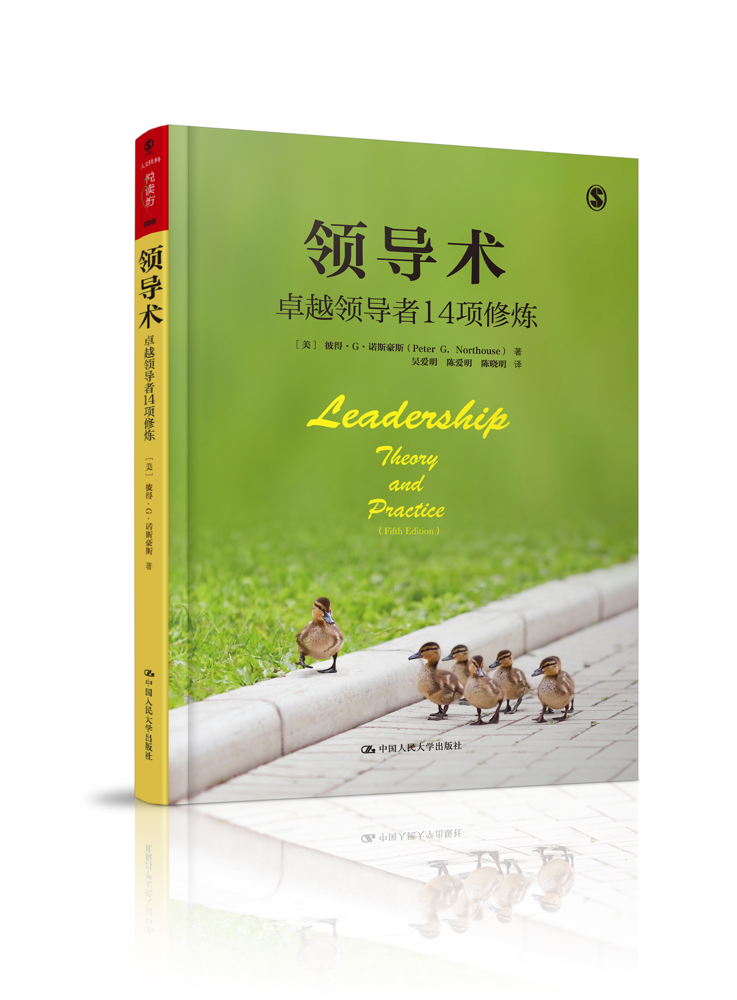 人文社科
悦读坊
008
领导术
卓越领导者14项修炼
［美］ 彼得·G·诺斯豪斯 著
中国人民大学出版社
领导术
卓越领导者14项修炼
［美］ 彼得·G·诺斯豪斯（Peter G. Northouse） 著
吴爱明 陈爱明 陈晓明 译
Leadership
Theory
and
Practice
（Fifth Edition）
中国人民大学出版社